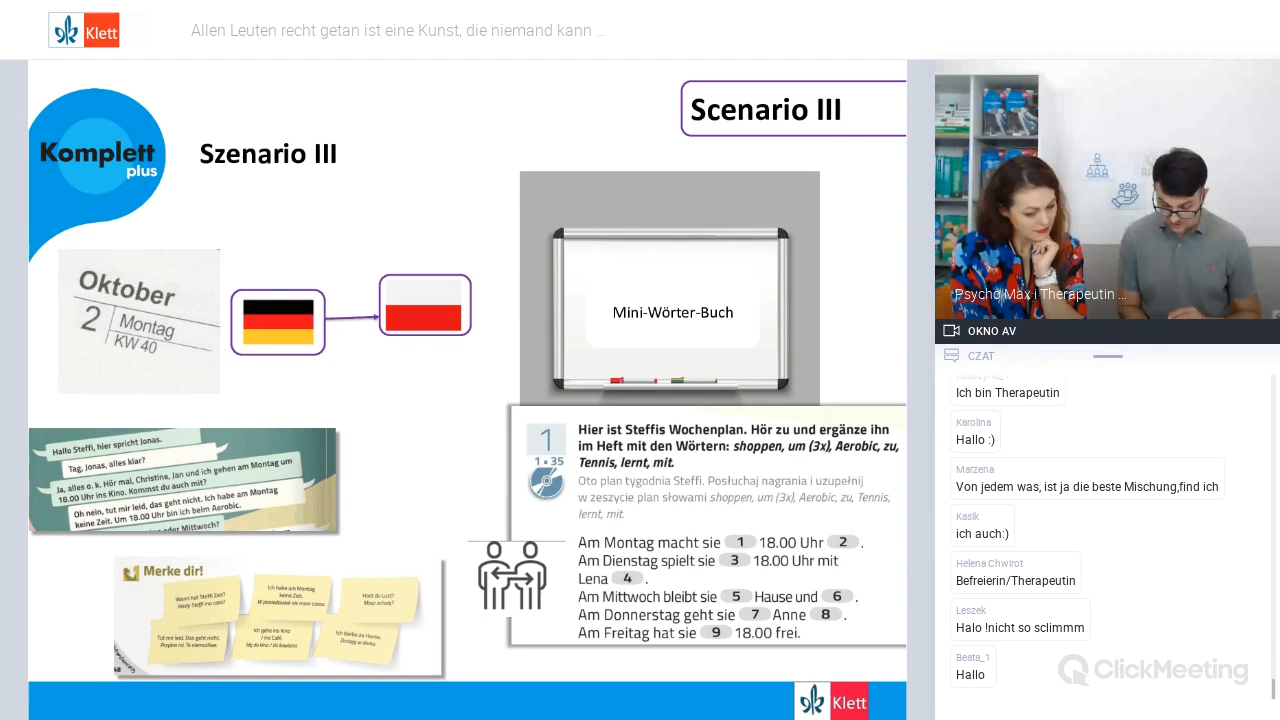 Klett
Allen Leuten recht getan ist eine Kunst, die niemand kann ...
Komplett
plus
Szenario III
Scenario III
Oktober
2
Montag
KW 40
Mini-Wörter-Buch
Hallo Steffi, hier spricht Jonas.
Tag, Jonas, alles klar?
Ja, alles o. k. Hör mal, Christine, Jan und ich gehen am Montag um
18.00 Uhr ins Kino. Kommst du auch mit?
Oh nein, tut mir leid, das geht nicht. Ich habe am Montag
keine Zeit. Um 18.00 Uhr bin ich beim Aerobic.
oder Mittwoch?
Merke dir!
Wann hat Steffi Zeit?
Kiedy Steffi ma czas?
Ich habe am Montag
keine Zeit.
W poniedziałek nie mam czasu.
Hast du Lust?
Masz ochotę?
Tut mir leid. Das geht nicht.
Przykro mi. To niemożliwe.
Ich gehe ins Kino
/ ins Café.
Idę do kina / do kawiarni.
Ich bleibe zu Hause.
Zostaję w domu.
1
1 • 35
Hier ist Steffis Wochenplan. Hör zu und ergänze ihn
im Heft mit den Wörtern: shoppen, um (3x), Aerobic, zu,
Tennis, lernt, mit.
Oto plan tygodnia Steffi. Posłuchaj nagrania i uzupełnij
w zeszycie plan słowami shoppen, um (3x), Aerobic, zu, Tennis,
lernt, mit.
Am Montag macht sie 1 18.00 Uhr 2 .
Am Dienstag spielt sie 3 18.00 Uhr mit
Lena 4 .
Am Mittwoch bleibt sie 5 Hause und 6 .
Am Donnerstag geht sie 7 Anne 8 .
Am Freitag hat sie 9 18.00 frei.
Klett
Psycho Max i Therapeutin ...
OKNO AV
CZAT
Ich bin Therapeutin
Karolina
Hallo :)
Marzena
Von jedem was, ist ja die beste Mischung,find ich
Kasik
ich auch:)
Helena Chwirot
Befreierin/Therapeutin
Leszek
Halo !nicht so sclimmm
Beata_1
Hallo
ClickMeeting